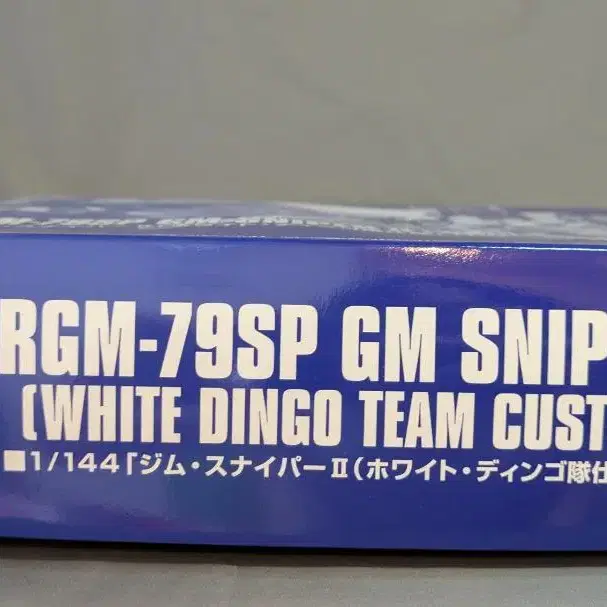 RGM-79SP GM SNIP
(WHITE DINGO TEAM CUST
■1/144「ジム・スナイパーⅡ(ホワイト・ディンゴ隊仕